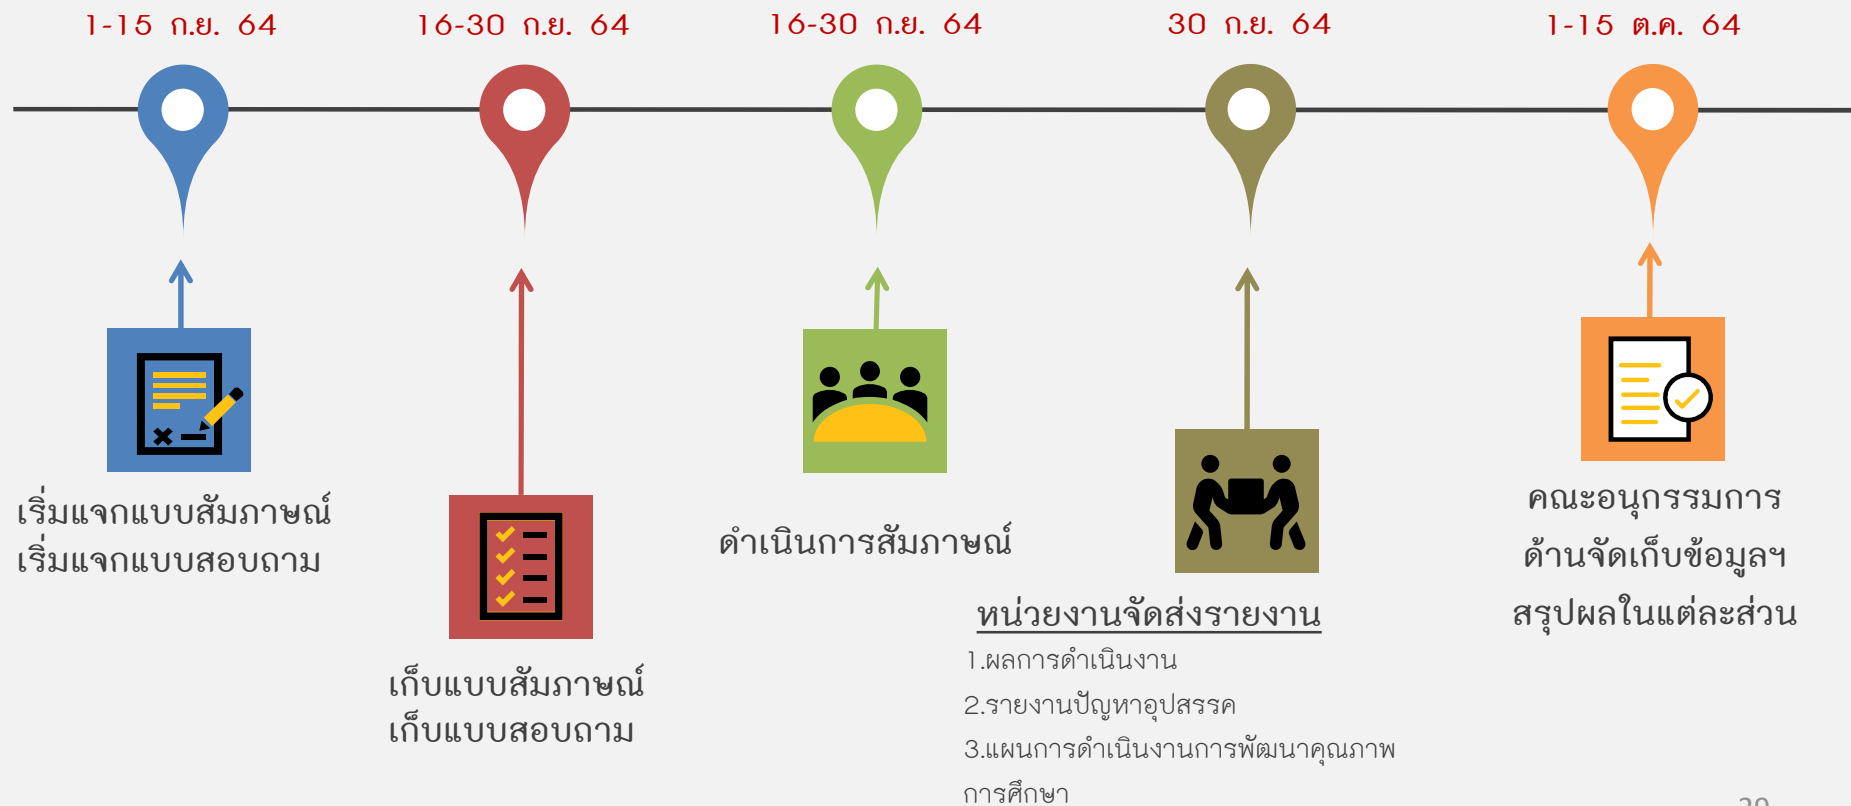 1-15 ก.ย. 64
16-30 ก.ย. 64
16-30 ก.ย. 64
30 ก.ย. 64
1-15 ต.ค. 64
เริ่มแจกแบบสัมภาษณ์
เริ่มแจกแบบสอบถาม
เก็บแบบสัมภาษณ์
เก็บแบบสอบถาม
ดำเนินการสัมภาษณ์
หน่วยงานจัดส่งรายงาน
1.ผลการดำเนินงาน
2.รายงานปัญหาอุปสรรค
3.แผนการดำเนินงานการพัฒนาคุณภาพ
การศึกษา
คณะอนุกรรมการ
ด้านจัดเก็บข้อมูลฯ
สรุปผลในแต่ละส่วน